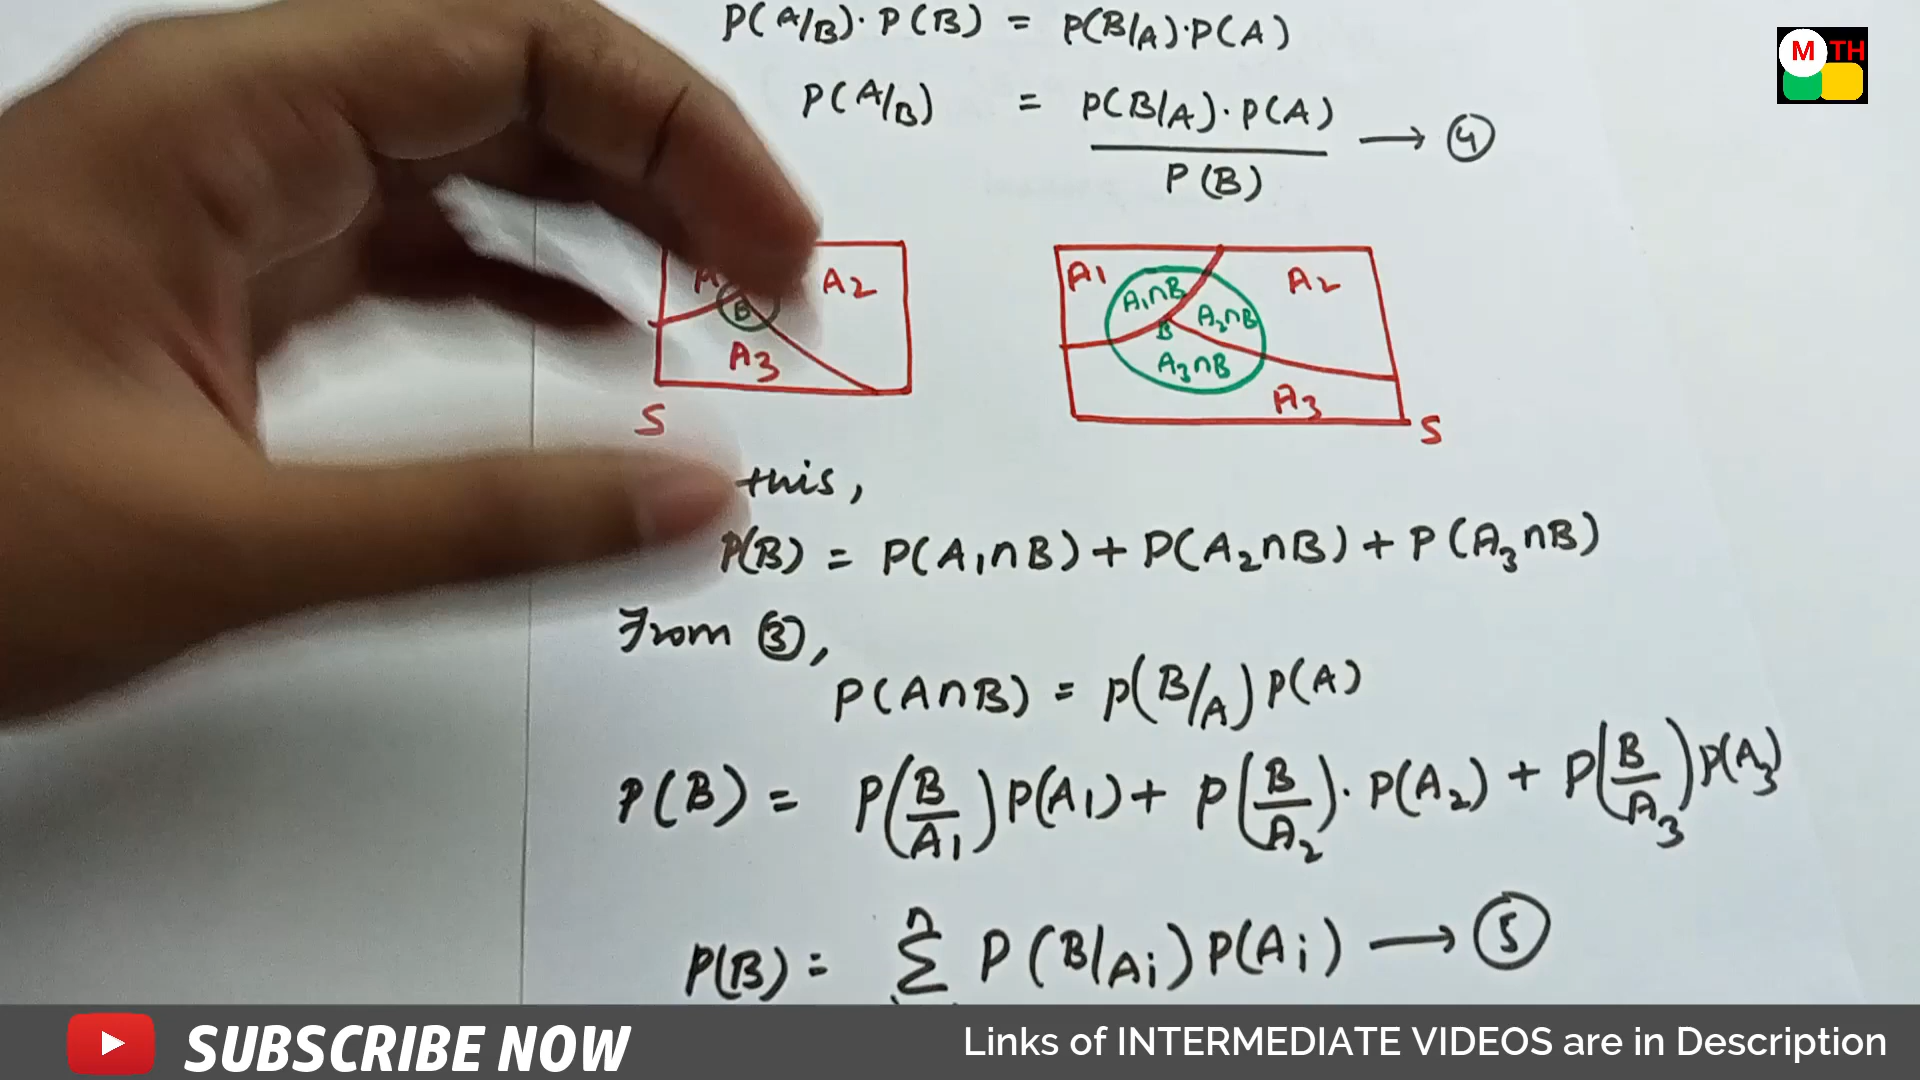 P(A/B)· P(B) = P(B/A)·P(A)
M TH
P(A/B) = P(B/A)· P(A) / P(B) → ④
A A2
B
A3
S
A1 A2
A1∩B A2∩B
B
A3∩B
A3
S
this,
P(B) = P(A1∩B) + P(A2∩B) + P(A3∩B)
From ③,
P(A∩B) = P(B/A) P(A)
P(B) = P(B/A1) P(A1) + P(B/A2)· P(A2) + P(B/A3) P(A3)
P(B) = n Σ P(B/Ai) P(Ai) → ⑤
SUBSCRIBE NOW
Links of INTERMEDIATE VIDEOS are in Description